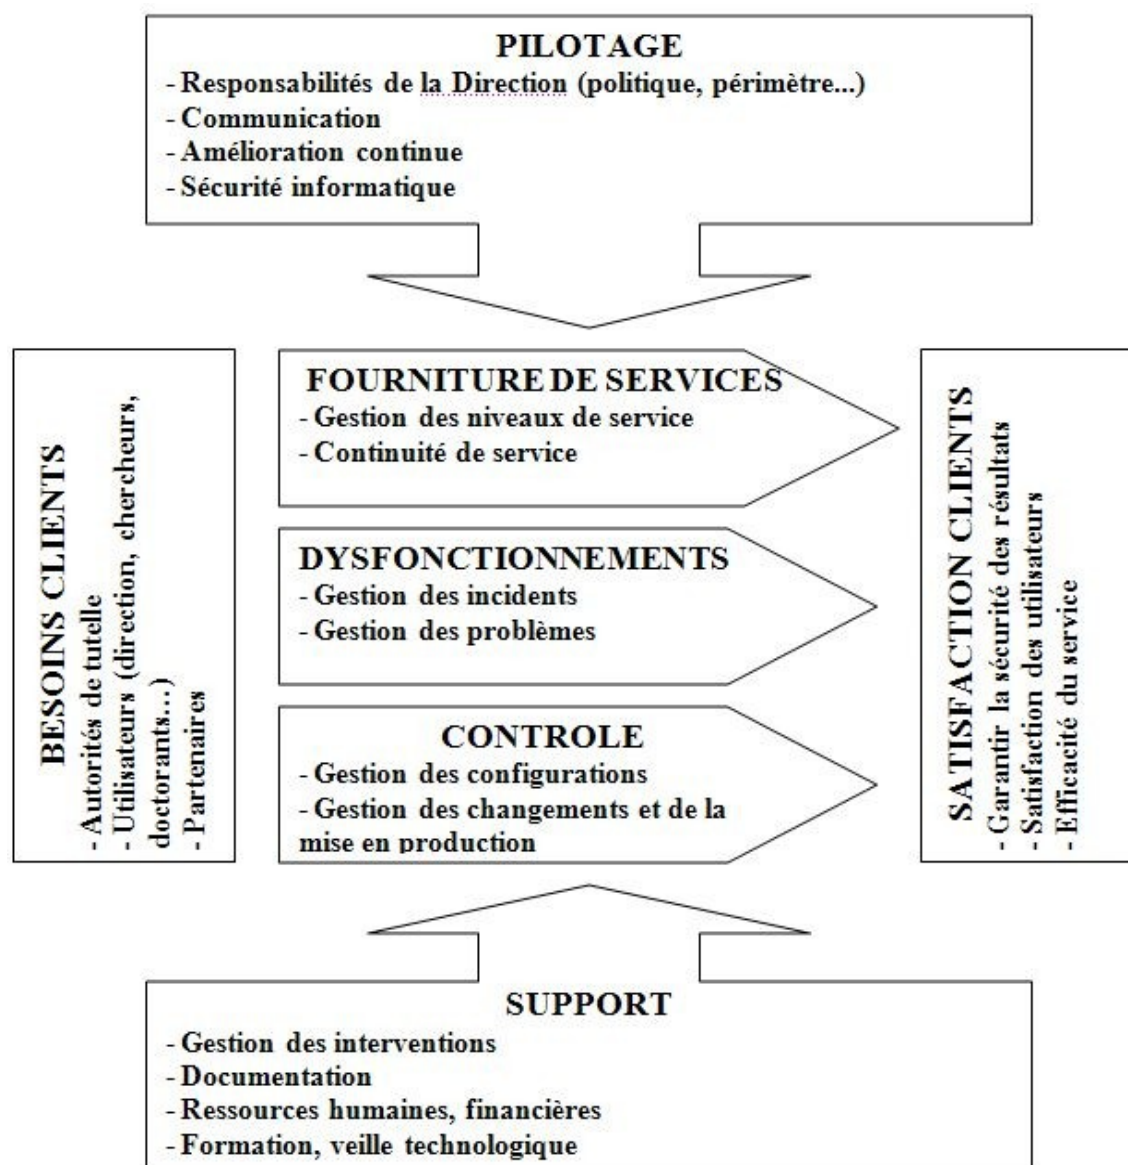 PILOTAGE
- Responsabilités de la Direction (politique, périmètre...)
- Communication
- Amélioration continue
- Sécurité informatique
BESOINS CLIENTS
- Autorités de tutelle
- Utilisateurs (direction, chercheurs,
doctorants...)
- Partenaires
FOURNITURE DE SERVICES
- Gestion des niveaux de service
- Continuité de service
DYSFONCTIONNEMENTS
- Gestion des incidents
- Gestion des problèmes
CONTROLE
- Gestion des configurations
- Gestion des changements et de la
mise en production
SATISFACTION CLIENTS
- Garantir la sécurité des résultats
- Satisfaction des utilisateurs
- Efficacité du service
SUPPORT
- Gestion des interventions
- Documentation
- Ressources humaines, financières
- Formation, veille technologique